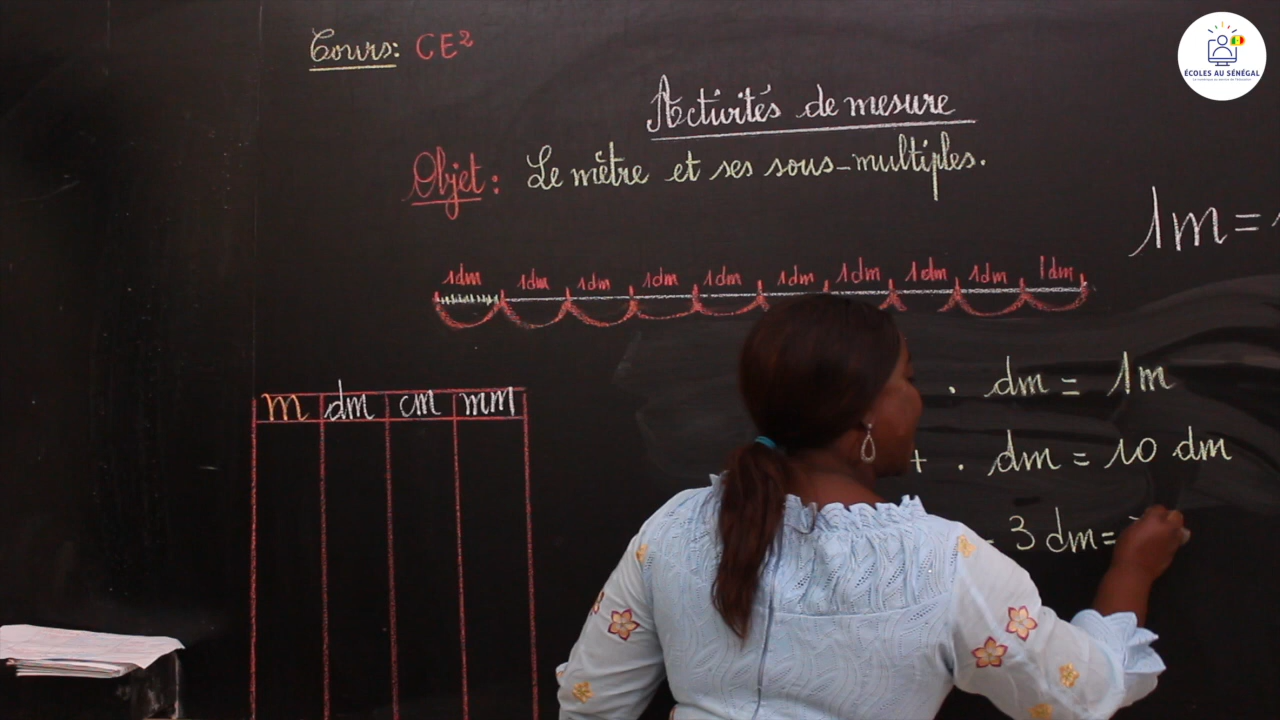 Cours: CE2
ÉCOLES AU SÉNÉGAL
Activités de mesure
Objet: Le mètre et ses sous-multiples.
1m =
1dm 1dm 1dm 1dm 1dm 1dm 1dm 1dm 1dm 1dm
m dm cm mm
. dm = 1m
+ . dm = 10 dm
3 dm =